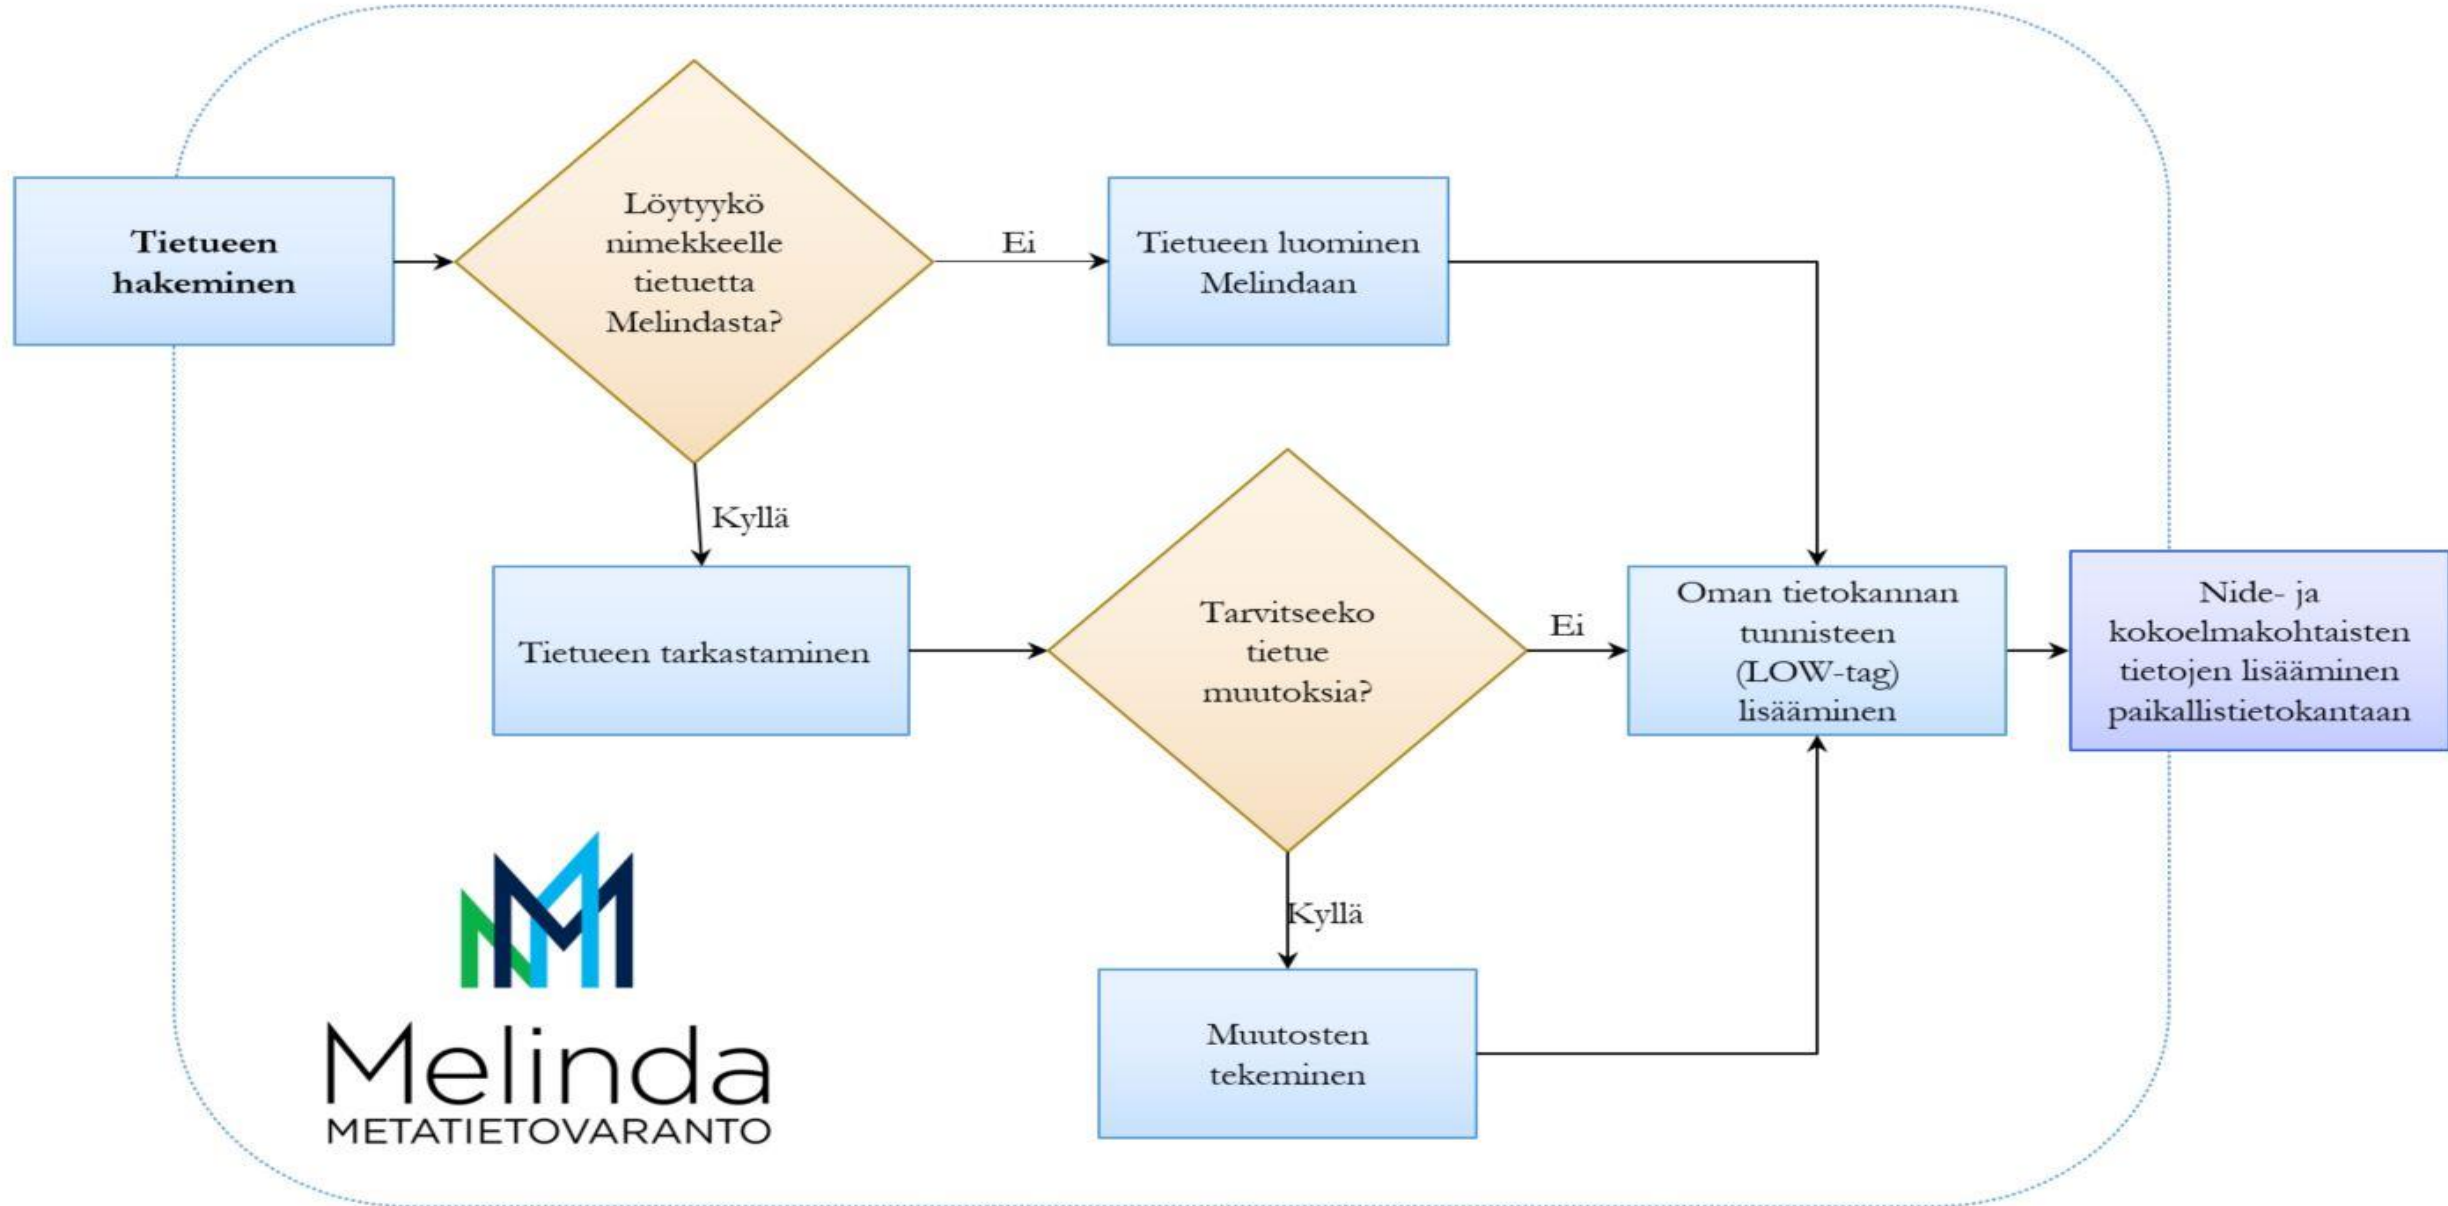 Tietueen
hakeminen
Löytyykö
nimekkeelle
tietuetta
Melindasta?
Ei
Tietueen luominen
Melindaan
Kyllä
Tietueen tarkastaminen
Tarvitseeko
tietue
muutoksia?
Ei
Oman tietokannan
tunnisteen
(LOW-tag)
lisääminen
Nide- ja
kokoelmakohtaisten
tietojen lisääminen
paikallistietokantaan
Kyllä
Muutosten
tekeminen
Melinda
METATIETOVARANTO